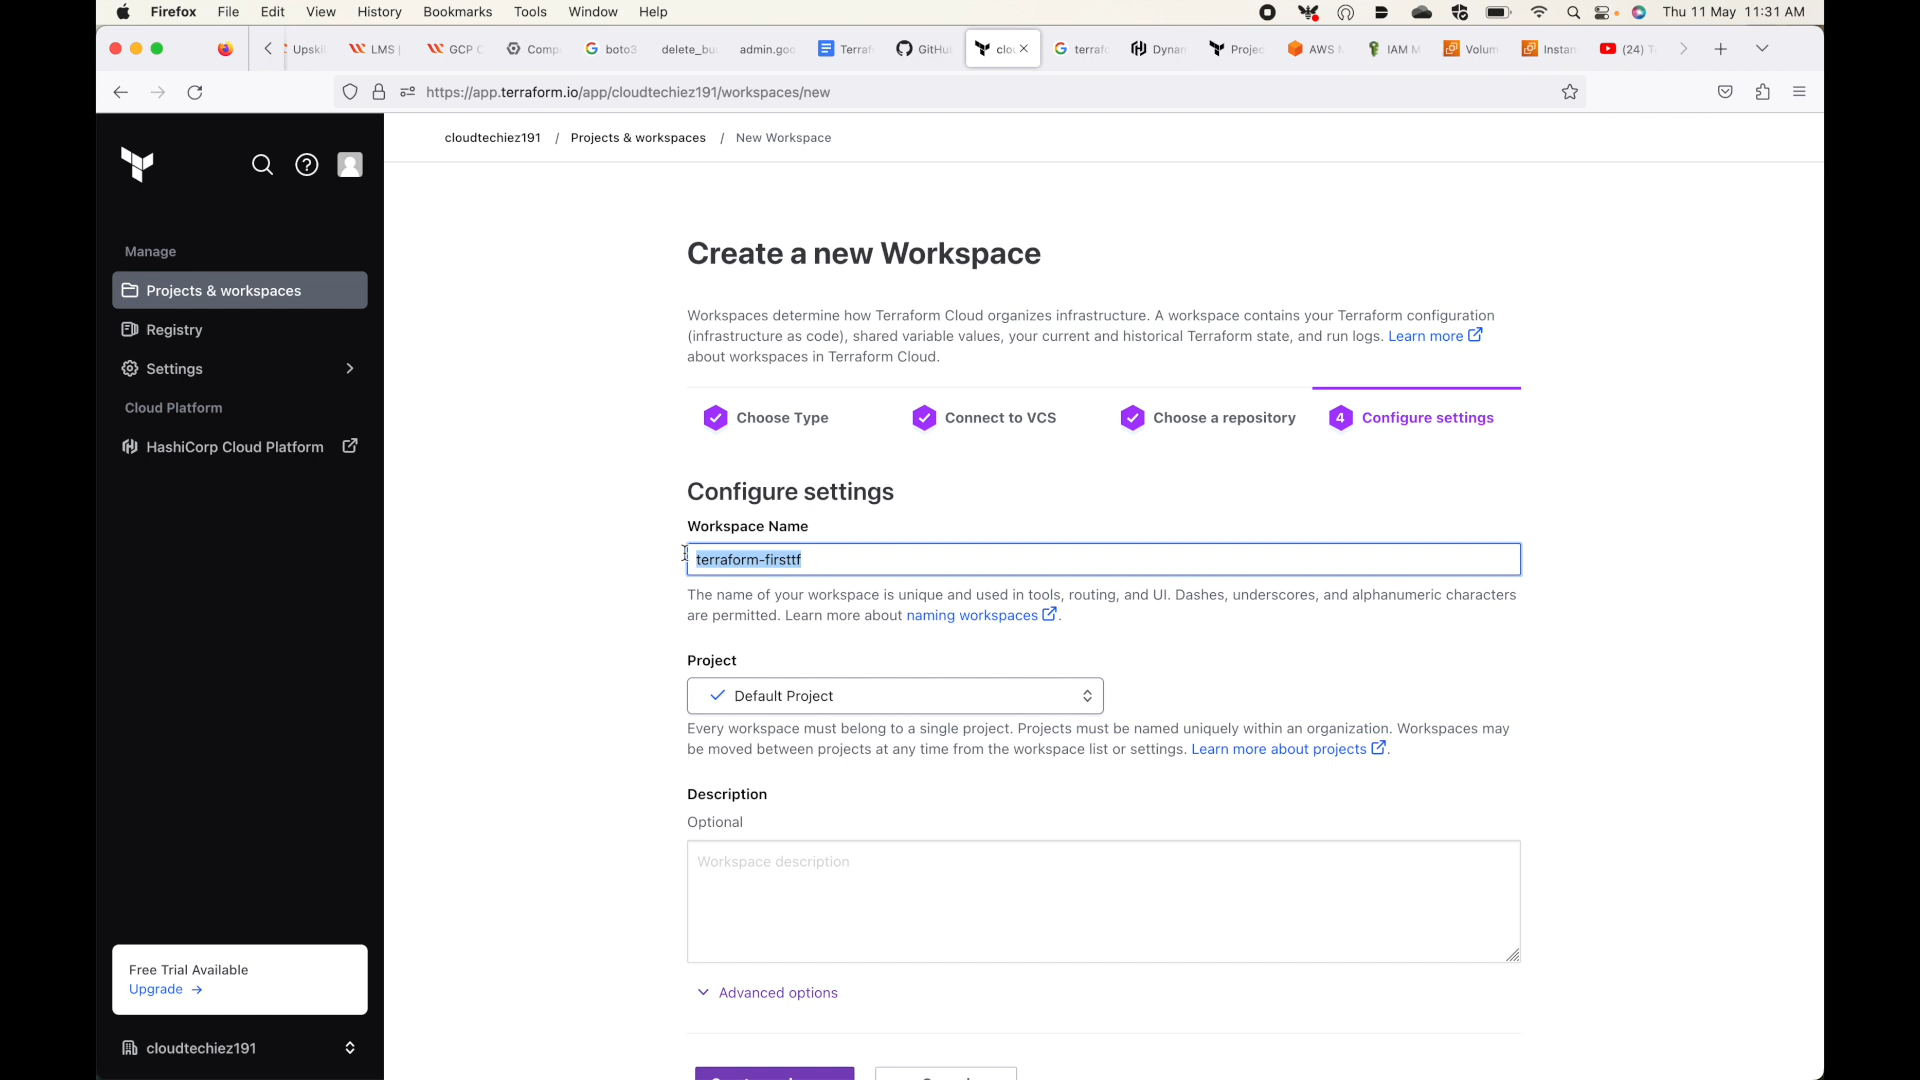 Firefox File Edit View History Bookmarks Tools Window Help Thu 11 May 11:31 AM
Upskil LMS GCP C Comp boto3 delete_bu admin.goo Terraf GitHu clou terrafo Dynam Projec AWS IAM M Volum Instan (24) T
https://app.terraform.io/app/cloudtechiez191/workspaces/new
cloudtechiez191 / Projects & workspaces / New Workspace
Manage
Projects & workspaces
Registry
Settings
Cloud Platform
HashiCorp Cloud Platform
Free Trial Available
Upgrade →
cloudtechiez191
Create a new Workspace
Workspaces determine how Terraform Cloud organizes infrastructure. A workspace contains your Terraform configuration
(infrastructure as code), shared variable values, your current and historical Terraform state, and run logs. Learn more
about workspaces in Terraform Cloud.
Choose Type Connect to VCS Choose a repository 4 Configure settings
Configure settings
Workspace Name
terraform-firsttf
The name of your workspace is unique and used in tools, routing, and UI. Dashes, underscores, and alphanumeric characters
are permitted. Learn more about naming workspaces.
Project
Default Project
Every workspace must belong to a single project. Projects must be named uniquely within an organization. Workspaces may
be moved between projects at any time from the workspace list or settings. Learn more about projects.
Description
Optional
Workspace description
Advanced options